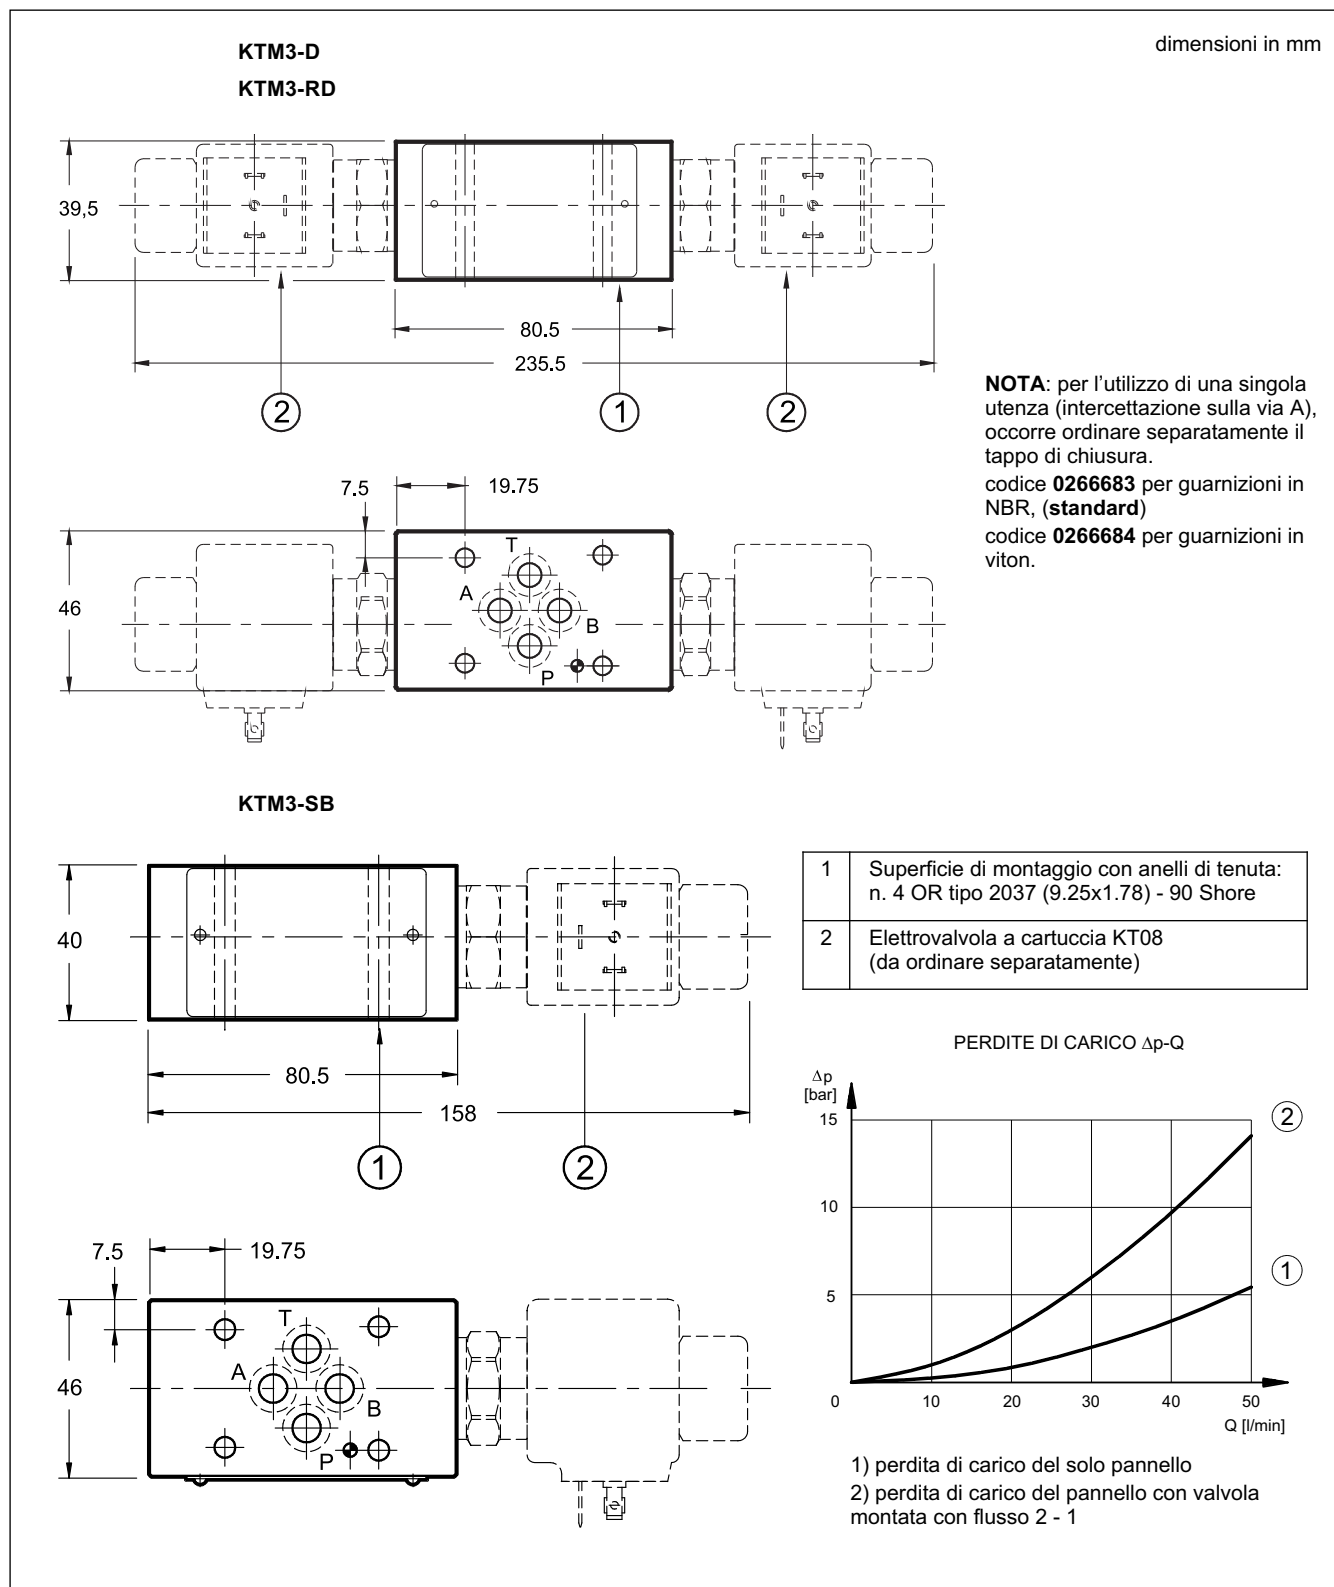 KTM3-D
KTM3-RD
dimensioni in mm
39,5
80.5
235.5
2
1
2
NOTA: per l’utilizzo di una singola
utenza (intercettazione sulla via A),
occorre ordinare separatamente il
tappo di chiusura.
codice 0266683 per guarnizioni in
NBR, (standard)
codice 0266684 per guarnizioni in
viton.
7.5
19.75
46
T
A
B
P
KTM3-SB
40
80.5
158
1
2
1 Superficie di montaggio con anelli di tenuta:
n. 4 OR tipo 2037 (9.25x1.78) - 90 Shore
2 Elettrovalvola a cartuccia KT08
(da ordinare separatamente)
7.5
19.75
46
T
A
B
P
PERDITE DI CARICO Δp-Q
Δp
[bar]
15
10
5
0 10 20 30 40 50
Q [l/min]
2
1
1) perdita di carico del solo pannello
2) perdita di carico del pannello con valvola
montata con flusso 2 - 1